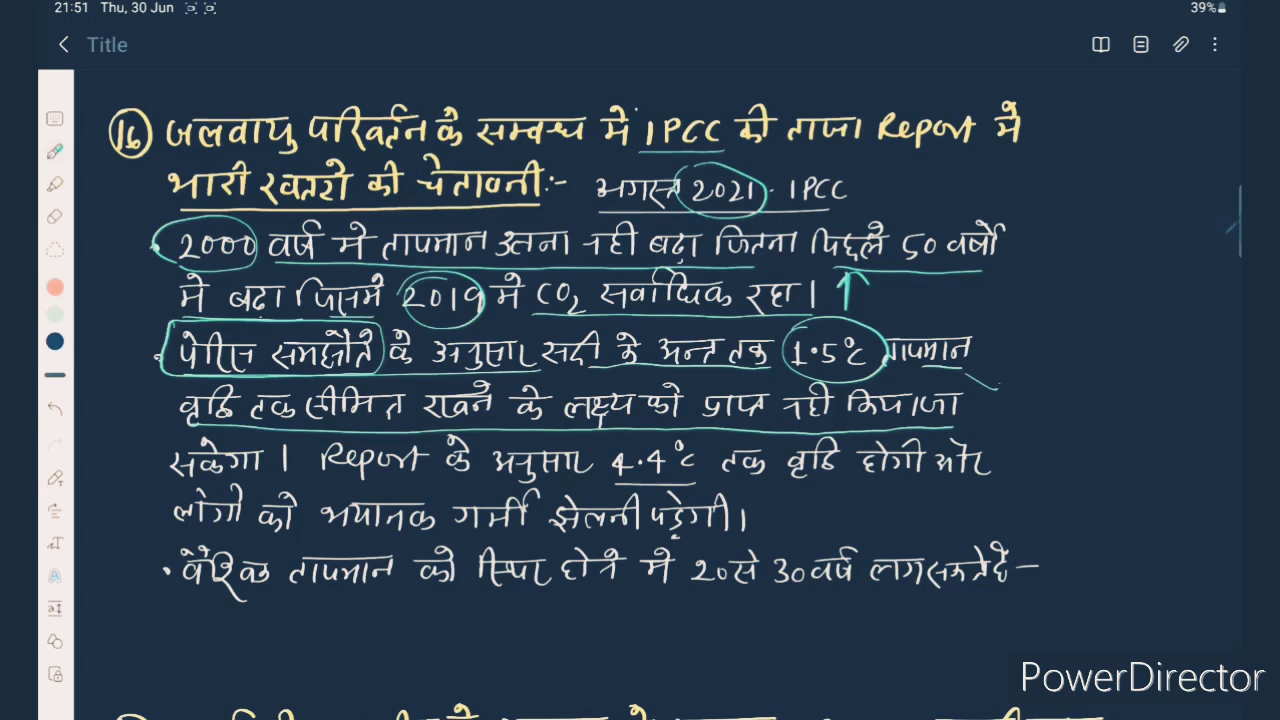 21:51 Thu, 30 Jun
39%
Title
(16) जलवायु परिवर्तन के सम्बन्ध में IPCC की ताजा Report में
भारी खतरो की चेतावनी:-
अगस्त 2021. IPCC
• 2000 वर्ष में तापमान उतना नही बढ़ा जितना पिछले 50 वर्षो
में बढ़ा जिसमें 2019 में CO2 सर्वाधिक रहा। ↑
• पेरिस समझौते के अनुसार सदी के अन्त तक 1.5°C तापमान
वृद्धि तक सीमित रखने के लक्ष्य को प्राप्त नही किया जा
सकेगा। Report के अनुसार 4.4°C तक वृद्धि होगी और
लोगो को भयानक गर्मी झेलनी पड़ेगी।
• वैश्विक तापमान को स्थिर होने में 20 से 30 वर्ष लग सकते है –
PowerDirector